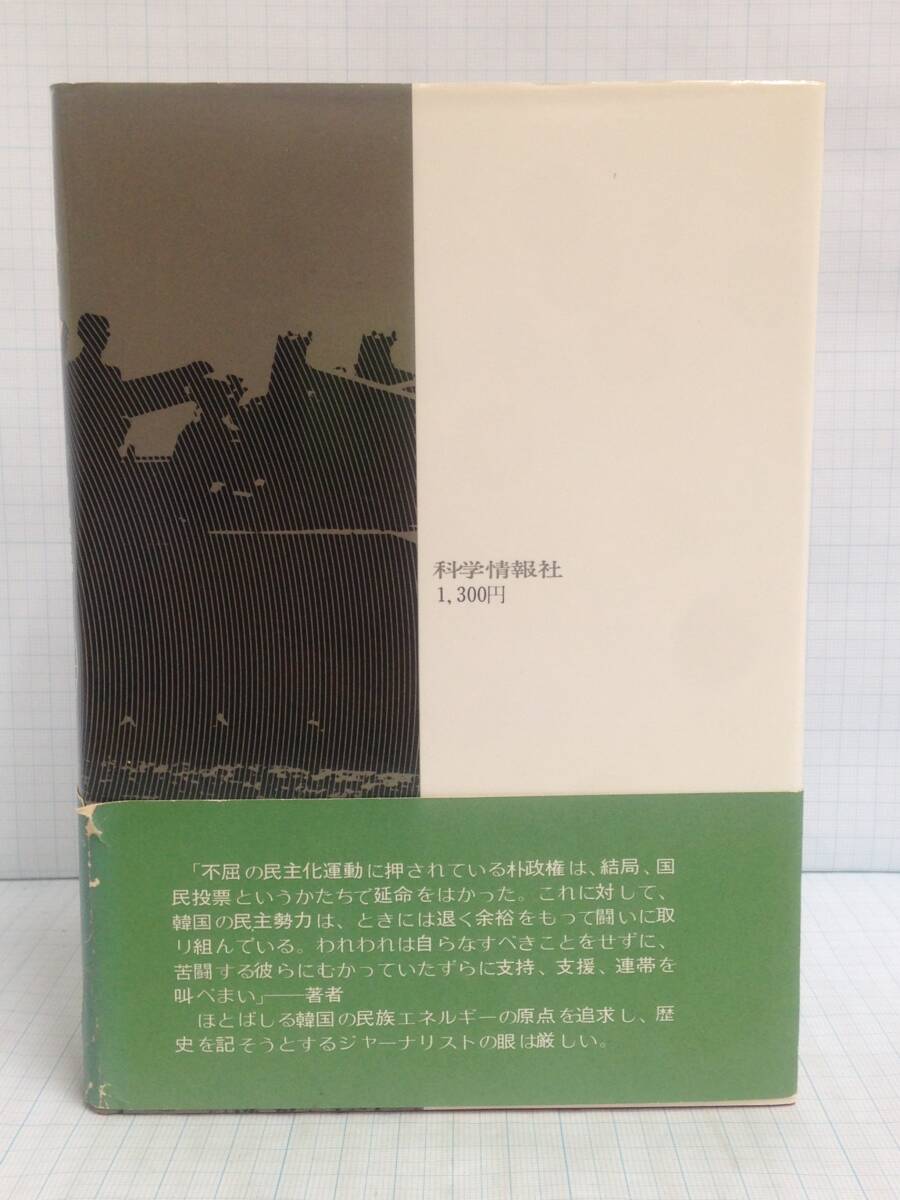 科学情報社
1,300円
「不屈の民主化運動に押されている朴政権は、結局、国
民投票というかたちで延命をはかった。これに対して、
韓国の民主勢力は、ときには退く余裕をもって闘いに取
り組んでいる。われわれは自らなすべきことをせずに、
苦闘する彼らにむかっていたずらに支持、支援、連帯を
叫べまい」──著者
ほとばしる韓国の民族エネルギーの原点を追求し、歴
史を記そうとするジャーナリストの眼は厳しい。